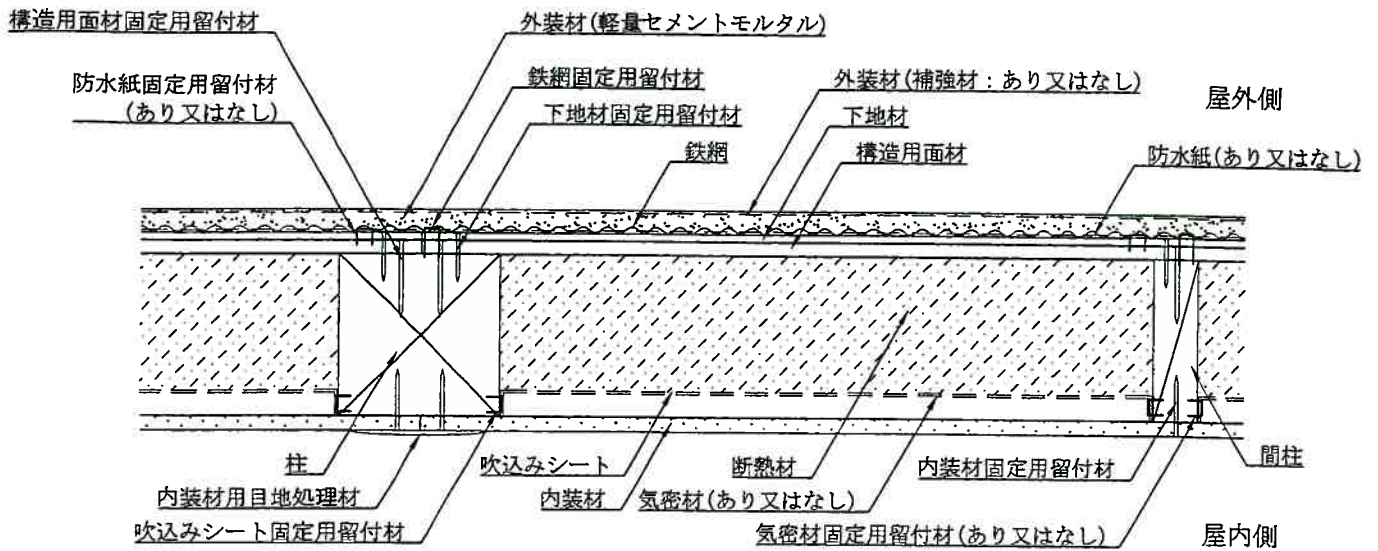 構造用面材固定用留付材
外装材(軽量セメントモルタル)
防水紙固定用留付材
(あり又はなし)
鉄網固定用留付材
外装材(補強材：あり又はなし)
屋外側
下地材固定用留付材
下地材
鉄網
構造用面材
防水紙(あり又はなし)
柱
吹込みシート
断熱材
内装材固定用留付材
間柱
内装材用目地処理材
内装材
気密材(あり又はなし)
吹込みシート固定用留付材
気密材固定用留付材(あり又はなし)
屋内側